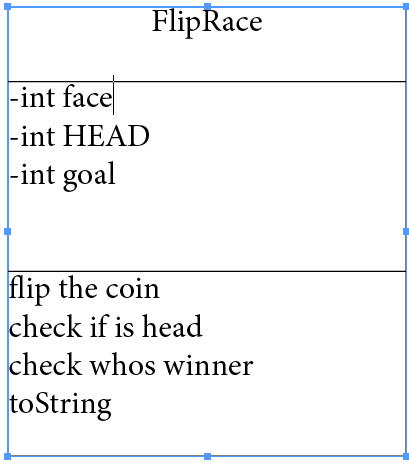 FlipRace
-int face
-int HEAD
-int goal
flip the coin
check if is head
check whos winner
toString